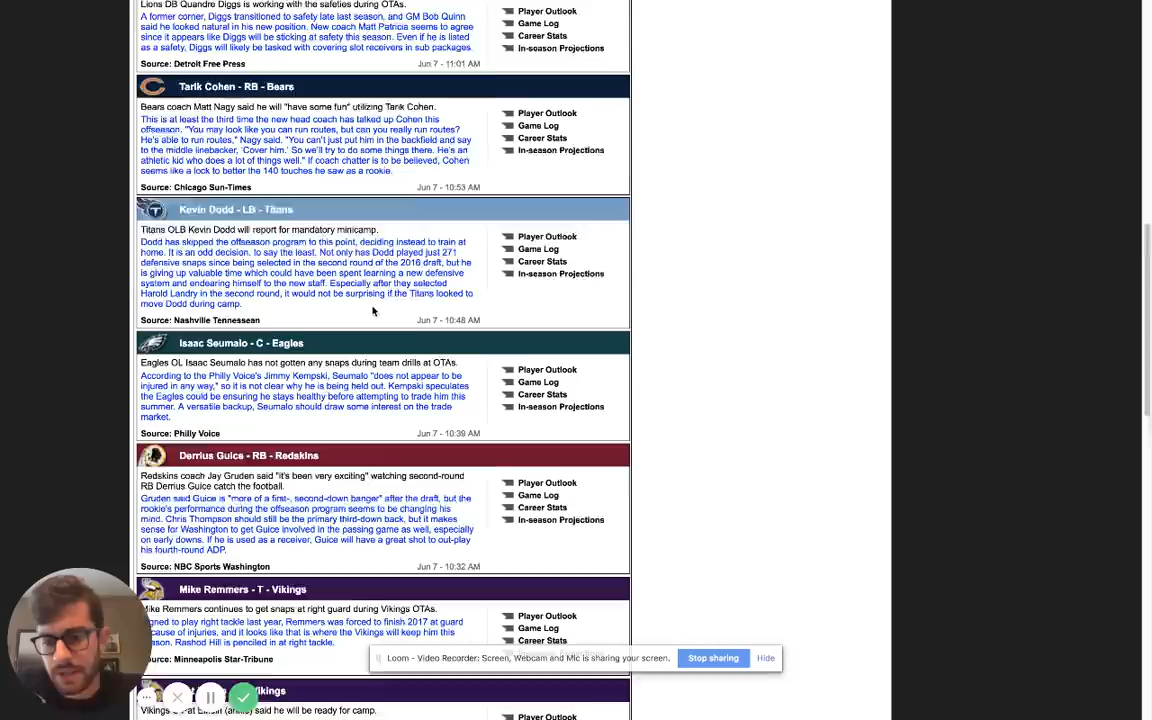 Lions DB Quandre Diggs is working with the safeties during OTAs.
A former corner, Diggs transitioned to safety late last season, and GM Bob Quinn
said he looked natural in his new position. New coach Matt Patricia seems to agree
since it appears like Diggs will be sticking at safety this season. Even if he is listed
as a safety, Diggs will likely be tasked with covering slot receivers in sub packages.
Source: Detroit Free Press
Jun 7 - 11:01 AM
Player Outlook
Game Log
Career Stats
In-season Projections
Tarik Cohen - RB - Bears
Bears coach Matt Nagy said he will "have some fun" utilizing Tarik Cohen.
This is at least the third time the new head coach has talked up Cohen this
offseason. "You may look like you can run routes, but can you really run routes?
He's able to run routes," Nagy said. "You can't just put him in the backfield and say
to the middle linebacker, 'Cover him.' So we'll try to do some things there. He's an
athletic kid who does a lot of things well." If coach chatter is to be believed, Cohen
seems like a lock to better the 140 touches he saw as a rookie.
Source: Chicago Sun-Times
Jun 7 - 10:53 AM
Player Outlook
Game Log
Career Stats
In-season Projections
Kevin Dodd - LB - Titans
Titans OLB Kevin Dodd will report for mandatory minicamp.
Dodd has skipped the offseason program to this point, deciding instead to train at
home. It is an odd decision, to say the least. Not only has Dodd played just 271
defensive snaps since being selected in the second round of the 2016 draft, but he
is giving up valuable time which could have been spent learning a new defensive
system and endearing himself to the new staff. Especially after they selected
Harold Landry in the second round, it would not be surprising if the Titans looked to
move Dodd during camp.
Source: Nashville Tennessean
Jun 7 - 10:48 AM
Player Outlook
Game Log
Career Stats
In-season Projections
Isaac Seumalo - C - Eagles
Eagles OL Isaac Seumalo has not gotten any snaps during team drills at OTAs.
According to the Philly Voice's Jimmy Kempski, Seumalo "does not appear to be
injured in any way," so it is not clear why he is being held out. Kempski speculates
the Eagles could be ensuring he stays healthy before attempting to trade him this
summer. A versatile backup, Seumalo should draw some interest on the trade
market.
Source: Philly Voice
Jun 7 - 10:39 AM
Player Outlook
Game Log
Career Stats
In-season Projections
Derrius Guice - RB - Redskins
Redskins coach Jay Gruden said "it's been very exciting" watching second-round
RB Derrius Guice catch the football.
Gruden said Guice is "more of a first-, second-down banger" after the draft, but the
rookie's performance during the offseason program seems to be changing his
mind. Chris Thompson should still be the primary third-down back, but it makes
sense for Washington to get Guice involved in the passing game as well, especially
on early downs. If he is used as a receiver, Guice will have a great shot to out-play
his fourth-round ADP.
Source: NBC Sports Washington
Jun 7 - 10:32 AM
Player Outlook
Game Log
Career Stats
In-season Projections
Mike Remmers - T - Vikings
Mike Remmers continues to get snaps at right guard during Vikings OTAs.
igned to play right tackle last year, Remmers was forced to finish 2017 at guard
cause of injuries, and it looks like that is where the Vikings will keep him this
ason. Rashod Hill is penciled in at right tackle.
urce: Minneapolis Star-Tribune
Player Outlook
Game Log
Career Stats
Loom - Video Recorder: Screen, Webcam and Mic is sharing your screen.
Stop sharing
Hide
Vikings
Vikings Pat Elflein (ankle) said he will be ready for camp.
Player Outlook